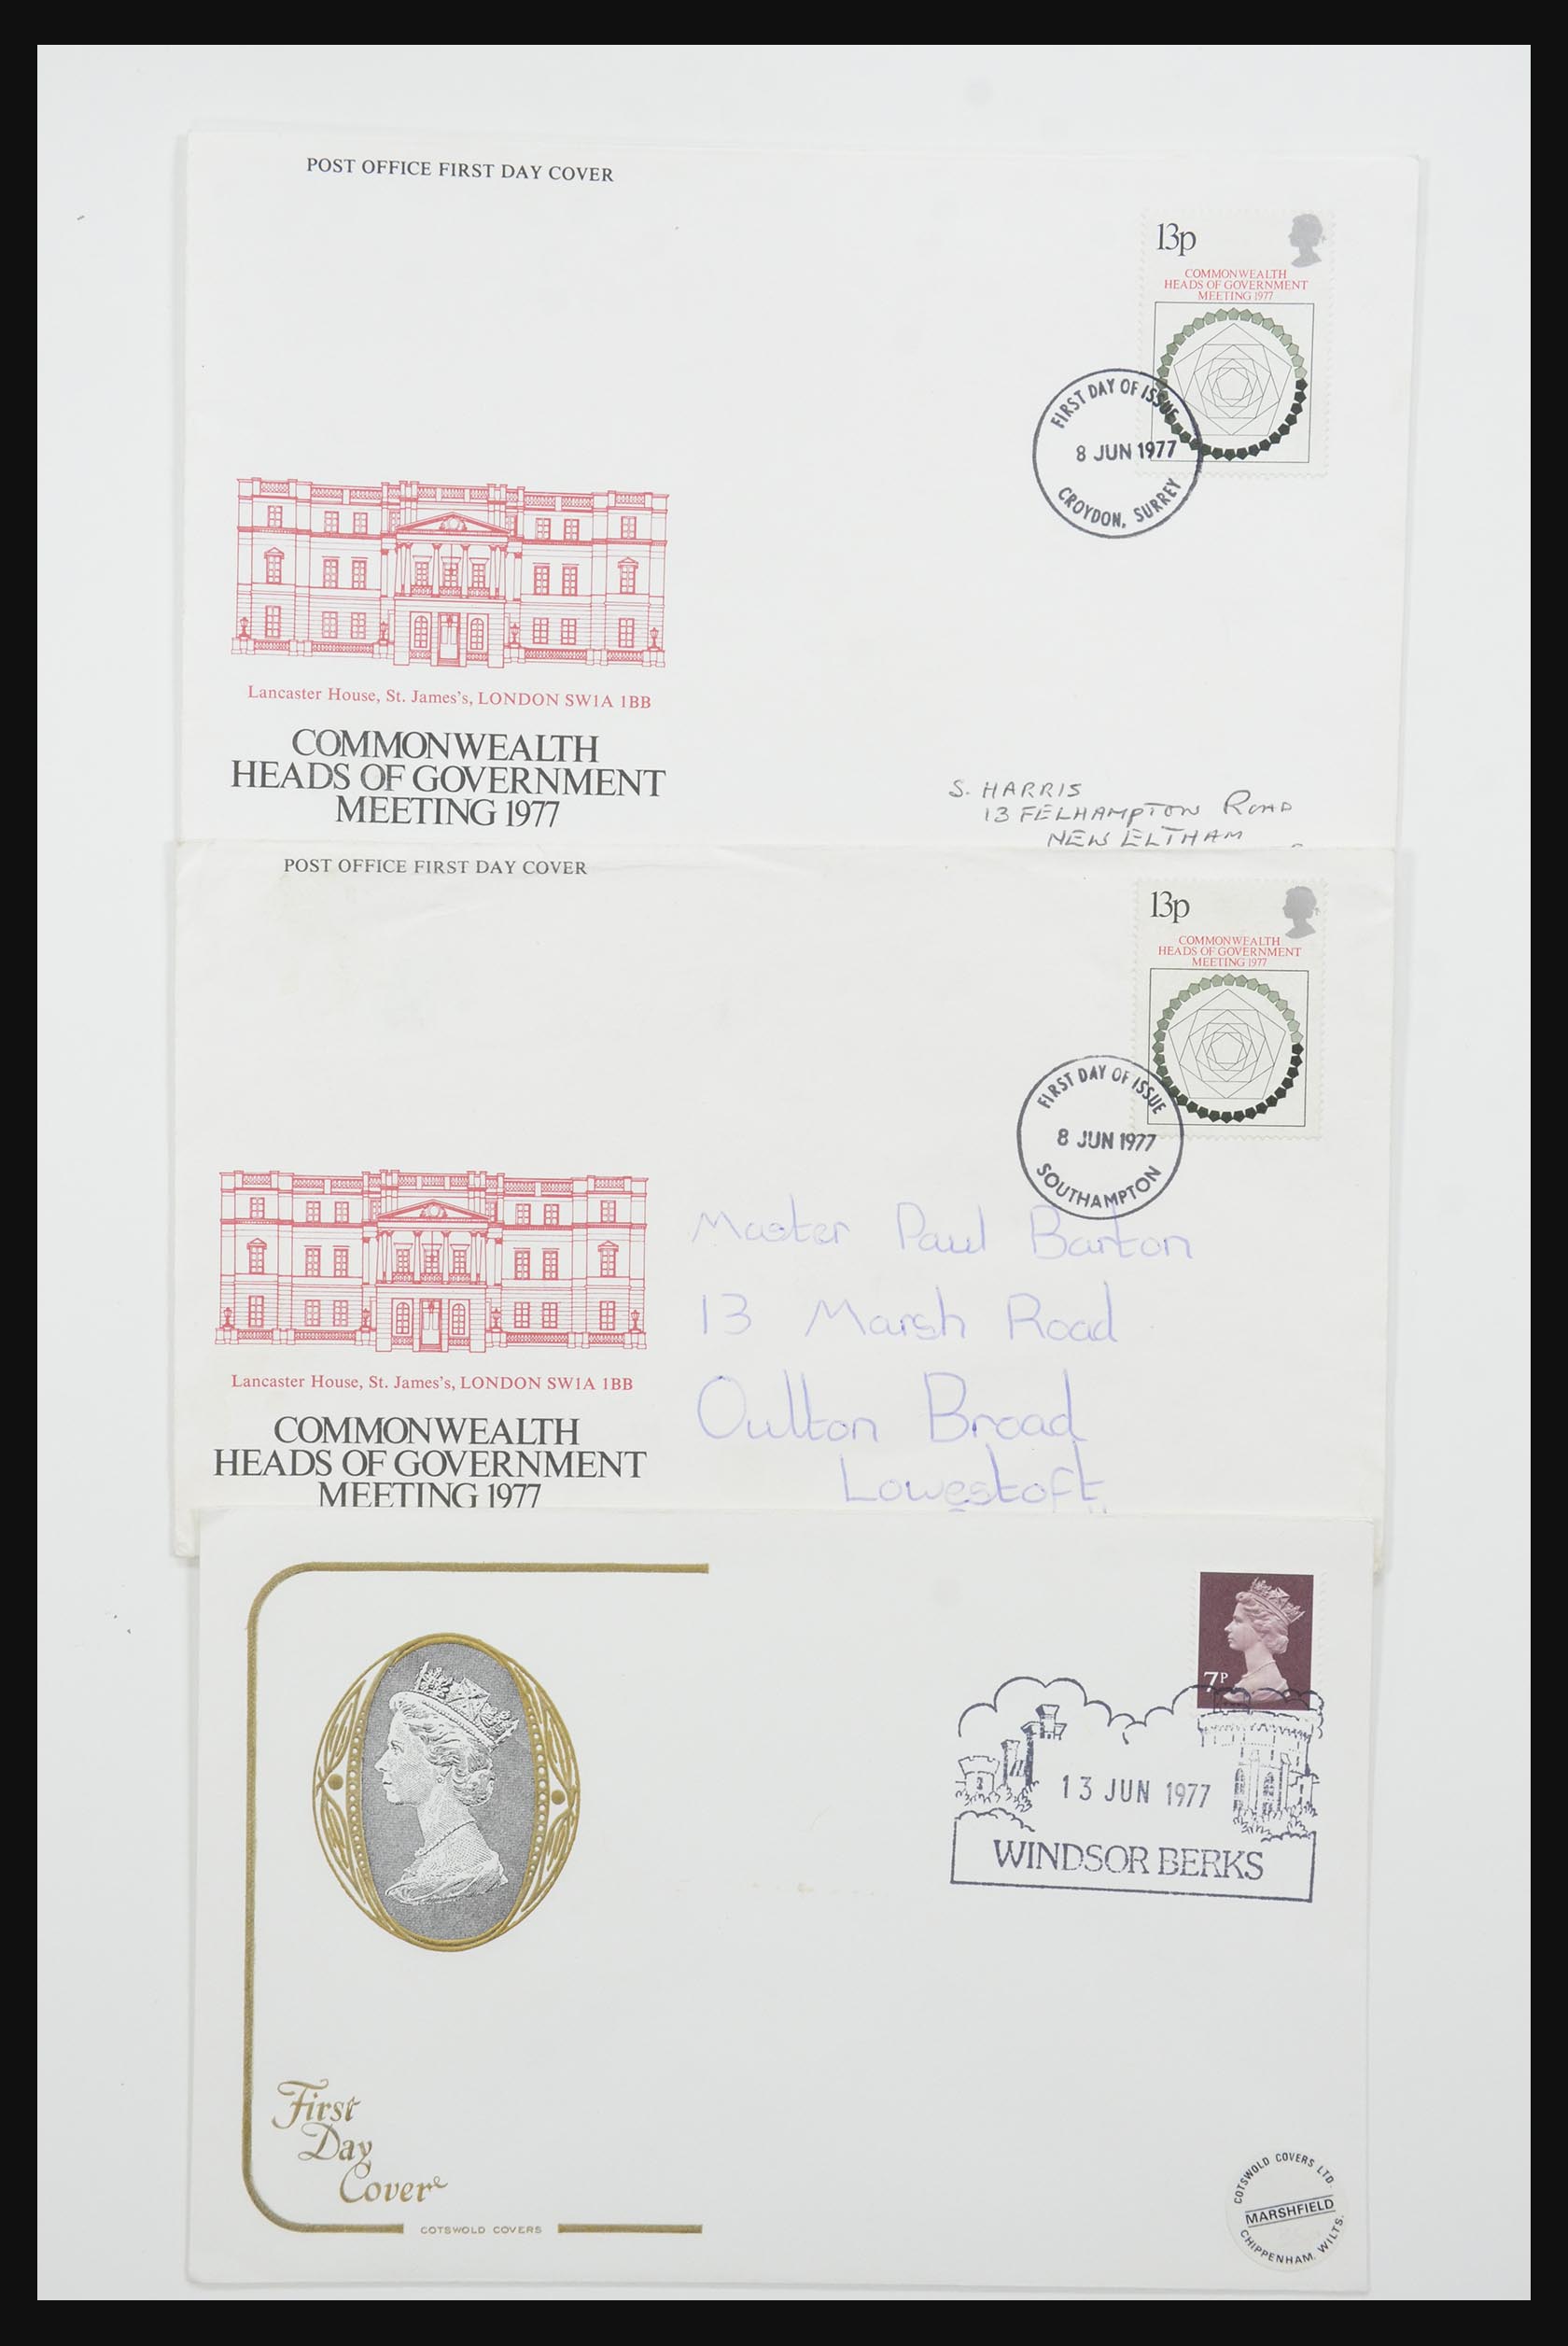 POST OFFICE FIRST DAY COVER
13p
COMMONWEALTH
HEADS OF GOVERNMENT
MEETING 1977
FIRST DAY OF ISSUE
8 JUN 1977
CROYDON, SURREY
Lancaster House, St. James's, LONDON SW1A 1BB
COMMONWEALTH
HEADS OF GOVERNMENT
MEETING 1977
S. HARRIS
13 FELHAMPTON ROAD
NEW ELTHAM
POST OFFICE FIRST DAY COVER
13p
COMMONWEALTH
HEADS OF GOVERNMENT
MEETING 1977
FIRST DAY OF ISSUE
8 JUN 1977
SOUTHAMPTON
Master Paul Barton
13 Marsh Road
Oulton Broad
Lowestoft
Lancaster House, St. James's, LONDON SW1A 1BB
COMMONWEALTH
HEADS OF GOVERNMENT
MEETING 1977
7P
13 JUN 1977
WINDSOR BERKS
First
Day
Cover
COTSWOLD COVERS
COTSWOLD COVERS LTD.
MARSHFIELD
CHIPPENHAM, WILTS.